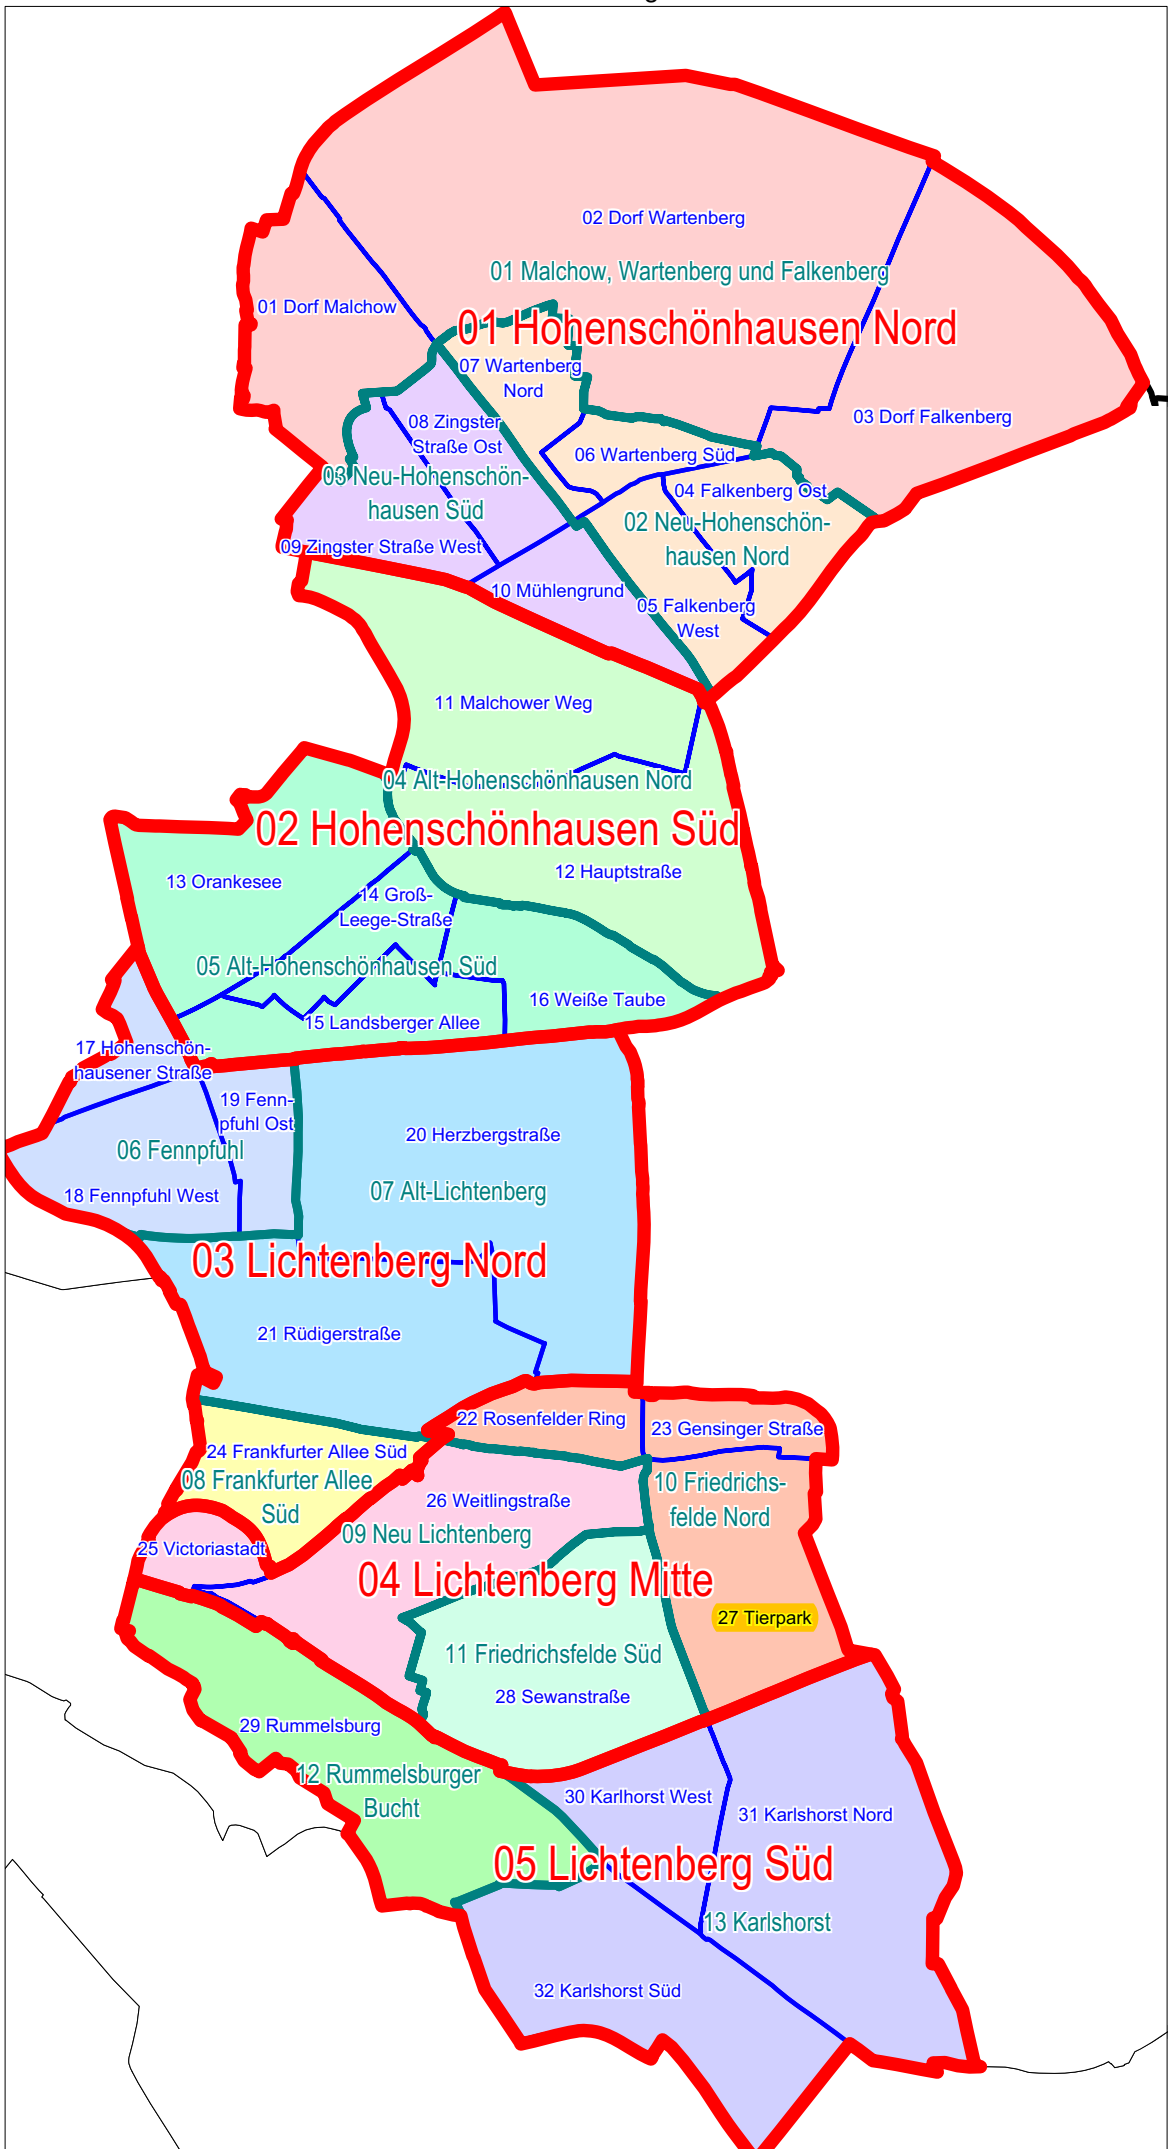 02 Dorf Wartenberg
01 Malchow, Wartenberg und Falkenberg
01 Dorf Malchow
01 Hohenschönhausen Nord
07 Wartenberg
Nord
03 Dorf Falkenberg
08 Zingster
Straße Ost
06 Wartenberg Süd
03 Neu-Hohenschön-
hausen Süd
04 Falkenberg Ost
02 Neu-Hohenschön-
hausen Nord
09 Zingster Straße West
10 Mühlengrund
05 Falkenberg
West
11 Malchower Weg
04 Alt-Hohenschönhausen Nord
02 Hohenschönhausen Süd
12 Hauptstraße
13 Orankesee
14 Groß-
Leege-Straße
05 Alt-Hohenschönhausen Süd
16 Weiße Taube
15 Landsberger Allee
17 Hohenschön-
hausener Straße
19 Fenn-
pfuhl Ost
20 Herzbergstraße
06 Fennpfuhl
18 Fennpfuhl West
07 Alt-Lichtenberg
03 Lichtenberg Nord
21 Rüdigerstraße
22 Rosenfelder Ring
23 Gensinger Straße
24 Frankfurter Allee Süd
08 Frankfurter Allee
Süd
10 Friedrichs-
felde Nord
26 Weitlingstraße
09 Neu Lichtenberg
25 Victoriastadt
04 Lichtenberg Mitte
27 Tierpark
11 Friedrichsfelde Süd
28 Sewanstraße
29 Rummelsburg
12 Rummelsburger
Bucht
30 Karlhorst West
31 Karlshorst Nord
05 Lichtenberg Süd
13 Karlshorst
32 Karlshorst Süd